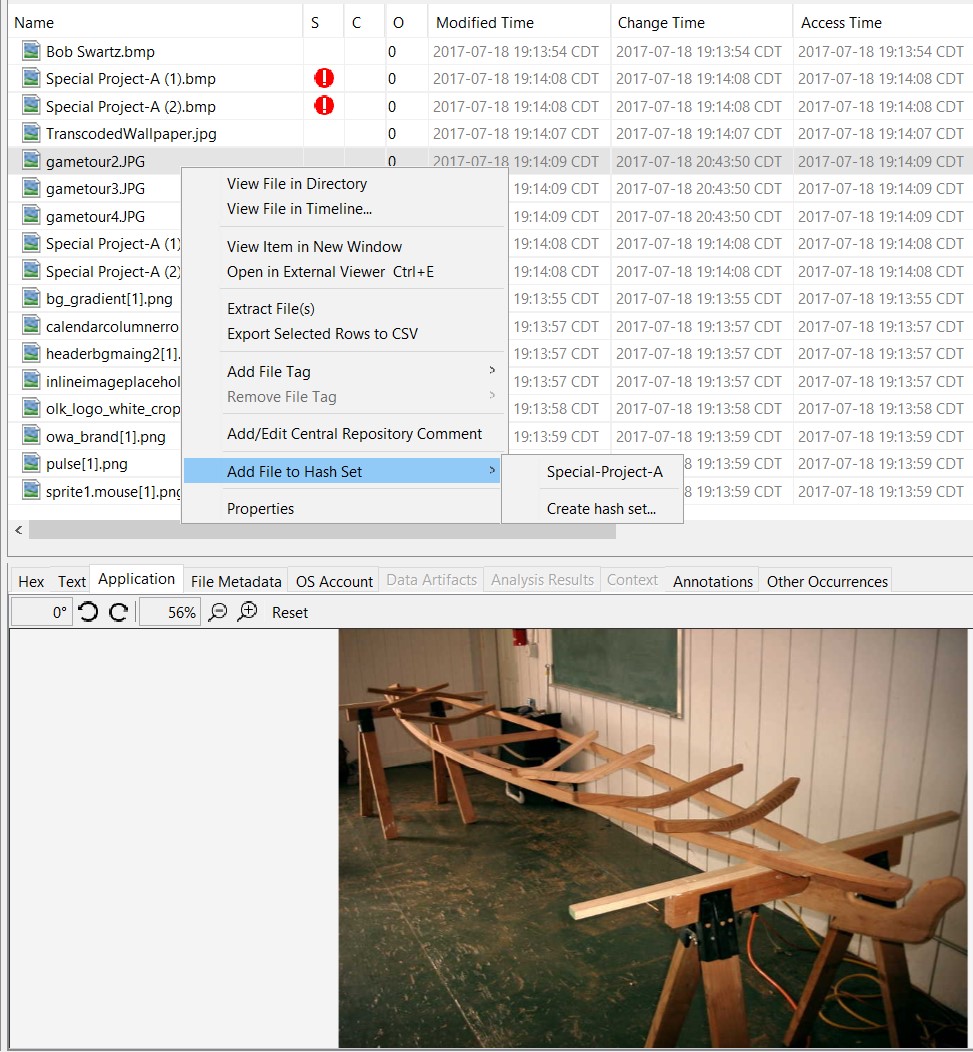 Name S C O Modified Time Change Time Access Time
Bob Swartz.bmp 0 2017-07-18 19:13:54 CDT 2017-07-18 19:13:54 CDT 2017-07-18 19:13:54 CDT
Special Project-A (1).bmp 0 2017-07-18 19:14:08 CDT 2017-07-18 19:14:08 CDT 2017-07-18 19:14:08 CDT
Special Project-A (2).bmp 0 2017-07-18 19:14:08 CDT 2017-07-18 19:14:08 CDT 2017-07-18 19:14:08 CDT
TranscodedWallpaper.jpg 0 2017-07-18 19:14:07 CDT 2017-07-18 19:14:07 CDT 2017-07-18 19:14:07 CDT
gametour2.JPG 0 2017-07-18 19:14:09 CDT 2017-07-18 20:43:50 CDT 2017-07-18 19:14:09 CDT
gametour3.JPG 19:14:09 CDT 2017-07-18 20:43:50 CDT 2017-07-18 19:14:09 CDT
gametour4.JPG 19:14:09 CDT 2017-07-18 20:43:50 CDT 2017-07-18 19:14:09 CDT
Special Project-A (1) 19:14:08 CDT 2017-07-18 19:14:08 CDT 2017-07-18 19:14:08 CDT
Special Project-A (2) 19:14:08 CDT 2017-07-18 19:14:08 CDT 2017-07-18 19:14:08 CDT
bg_gradient[1].png 19:13:55 CDT 2017-07-18 19:13:55 CDT 2017-07-18 19:13:55 CDT
calendarcolumnerro 19:13:57 CDT 2017-07-18 19:13:57 CDT 2017-07-18 19:13:57 CDT
headerbgmaing2[1]. 19:13:57 CDT 2017-07-18 19:13:57 CDT 2017-07-18 19:13:57 CDT
inlineimageplacehol 19:13:57 CDT 2017-07-18 19:13:57 CDT 2017-07-18 19:13:57 CDT
olk_logo_white_crop 19:13:58 CDT 2017-07-18 19:13:58 CDT 2017-07-18 19:13:58 CDT
owa_brand[1].png 19:13:59 CDT 2017-07-18 19:13:59 CDT 2017-07-18 19:13:59 CDT
pulse[1].png 8 19:13:59 CDT 2017-07-18 19:13:59 CDT
sprite1.mouse[1].png 8 19:13:59 CDT 2017-07-18 19:13:59 CDT
View File in Directory
View File in Timeline...
View Item in New Window
Open in External Viewer Ctrl+E
Extract File(s)
Export Selected Rows to CSV
Add File Tag >
Remove File Tag >
Add/Edit Central Repository Comment
Add File to Hash Set >
Properties
Special-Project-A
Create hash set...
Hex Text Application File Metadata OS Account Data Artifacts Analysis Results Context Annotations Other Occurrences
0° 56% Reset